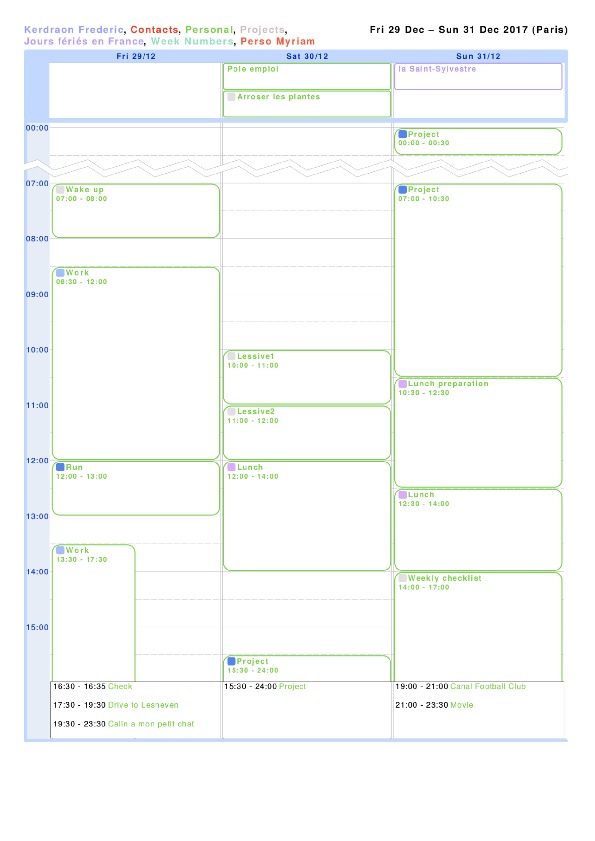 Kerdraon Frederic, Contacts, Personal, Projects,
Jours fériés en France, Week Numbers, Perso Myriam
Fri 29 Dec – Sun 31 Dec 2017 (Paris)
Fri 29/12 Sat 30/12 Sun 31/12
Pole emploi
la Saint-Sylvestre
Arroser les plantes
00:00
Project
00:00 - 00:30
07:00
Wake up
07:00 - 08:00
Project
07:00 - 10:30
08:00
Work
08:30 - 12:00
09:00
10:00
Lessive1
10:00 - 11:00
Lunch preparation
10:30 - 12:30
11:00
Lessive2
11:00 - 12:00
12:00
Run
12:00 - 13:00
Lunch
12:00 - 14:00
Lunch
12:30 - 14:00
13:00
Work
13:30 - 17:30
14:00
Weekly checklist
14:00 - 17:00
15:00
Project
15:30 - 24:00
16:30 - 16:35 Check
17:30 - 19:30 Drive to Lesneven
19:30 - 23:30 Calin a mon petit chat
15:30 - 24:00 Project
19:00 - 21:00 Canal Football Club
21:00 - 23:30 Movie